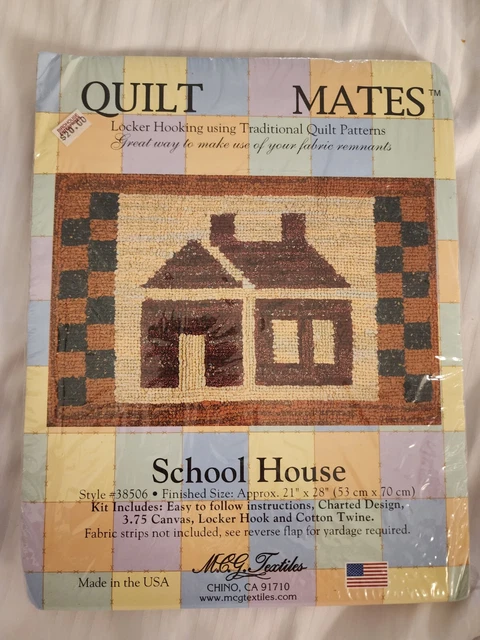 QUILT MATES™
$20.00
Locker Hooking using Traditional Quilt Patterns
Great way to make use of your fabric remnants
School House
Style #38506 • Finished Size: Approx. 21" x 28" (53 cm x 70 cm)
Kit Includes: Easy to follow instructions, Charted Design,
3.75 Canvas, Locker Hook and Cotton Twine.
Fabric strips not included, see reverse flap for yardage required.
M.C.G. Textiles
Made in the USA
CHINO, CA 91710
www.mcgtextiles.com